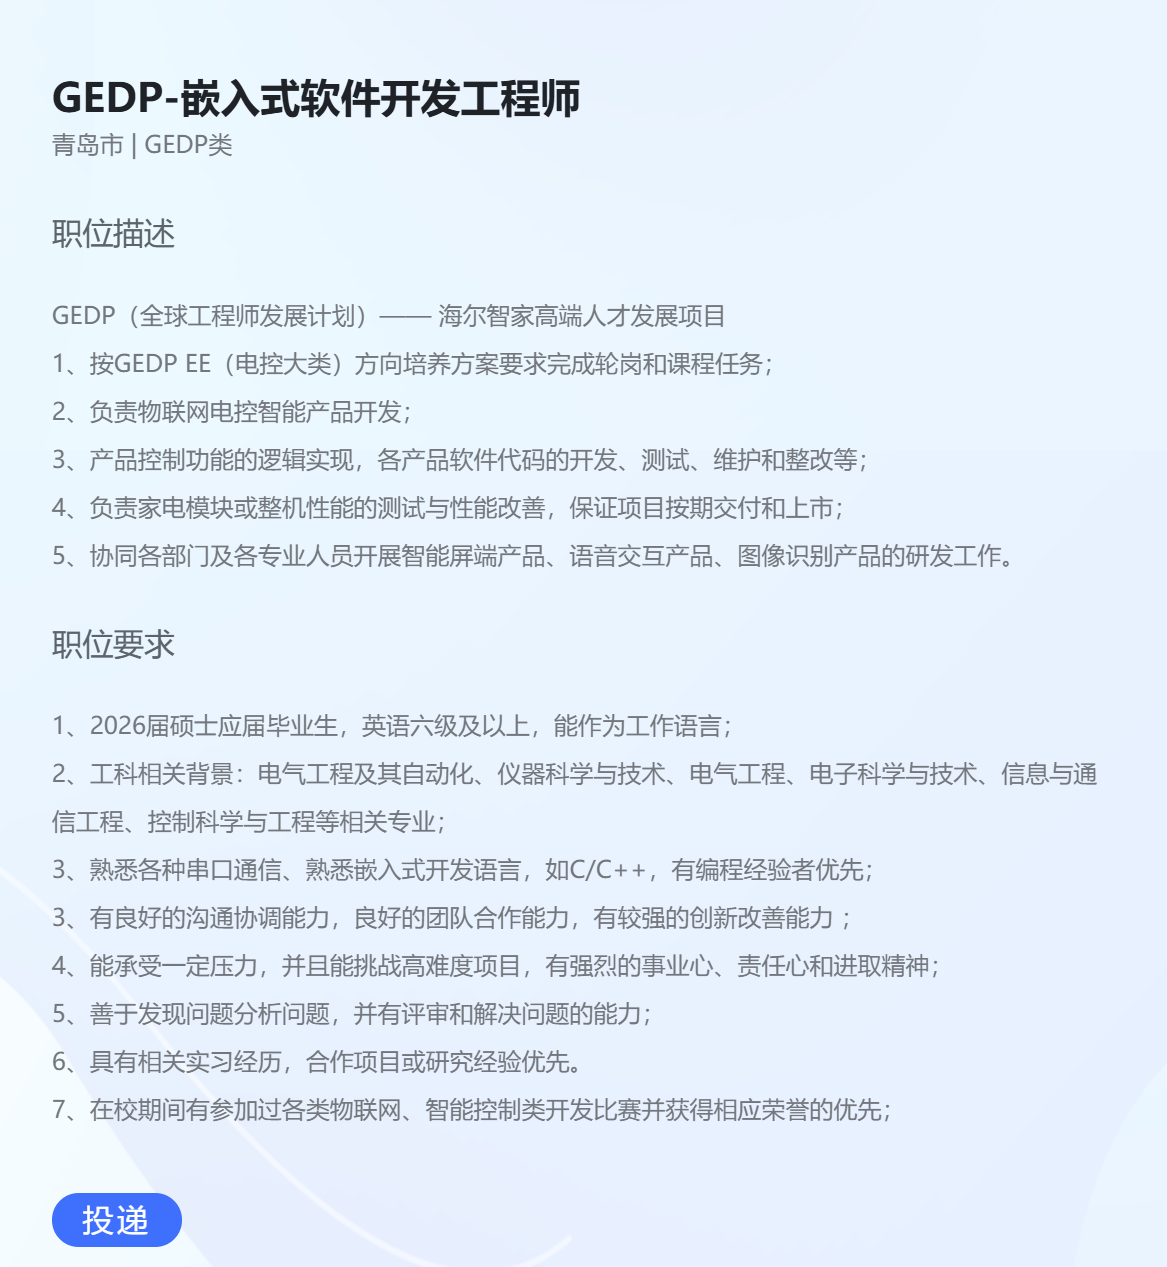 GEDP-嵌入式软件开发工程师
青岛市 | GEDP类
职位描述
GEDP（全球工程师发展计划）—— 海尔智家高端人才发展项目
1、按GEDP EE（电控大类）方向培养方案要求完成轮岗和课程任务；
2、负责物联网电控智能产品开发；
3、产品控制功能的逻辑实现，各产品软件代码的开发、测试、维护和整改等；
4、负责家电模块或整机性能的测试与性能改善，保证项目按期交付和上市；
5、协同各部门及各专业人员开展智能屏端产品、语音交互产品、图像识别产品的研发工作。
职位要求
1、2026届硕士应届毕业生，英语六级及以上，能作为工作语言；
2、工科相关背景：电气工程及其自动化、仪器科学与技术、电气工程、电子科学与技术、信息与通
信工程、控制科学与工程等相关专业；
3、熟悉各种串口通信、熟悉嵌入式开发语言，如C/C++，有编程经验者优先；
3、有良好的沟通协调能力，良好的团队合作能力，有较强的创新改善能力 ；
4、能承受一定压力，并且能挑战高难度项目，有强烈的事业心、责任心和进取精神；
5、善于发现问题分析问题，并有评审和解决问题的能力；
6、具有相关实习经历，合作项目或研究经验优先。
7、在校期间有参加过各类物联网、智能控制类开发比赛并获得相应荣誉的优先；
投递